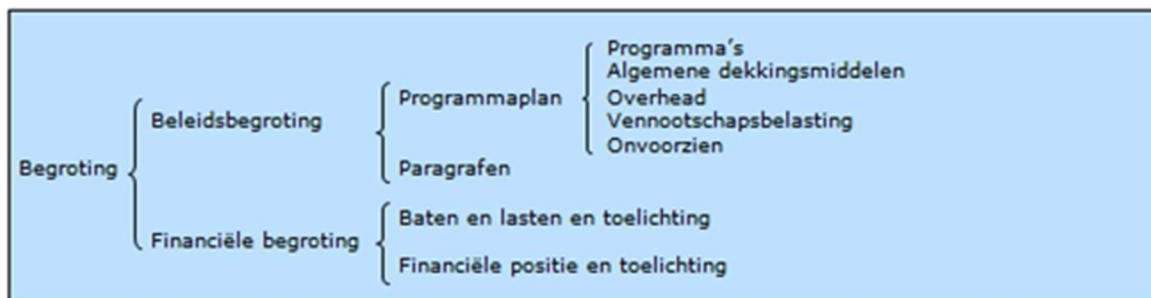 Begroting
Beleidsbegroting
Programmaplan
Programma's
Algemene dekkingsmiddelen
Overhead
Vennootschapsbelasting
Onvoorzien
Paragrafen
Financiële begroting
Baten en lasten en toelichting
Financiële positie en toelichting